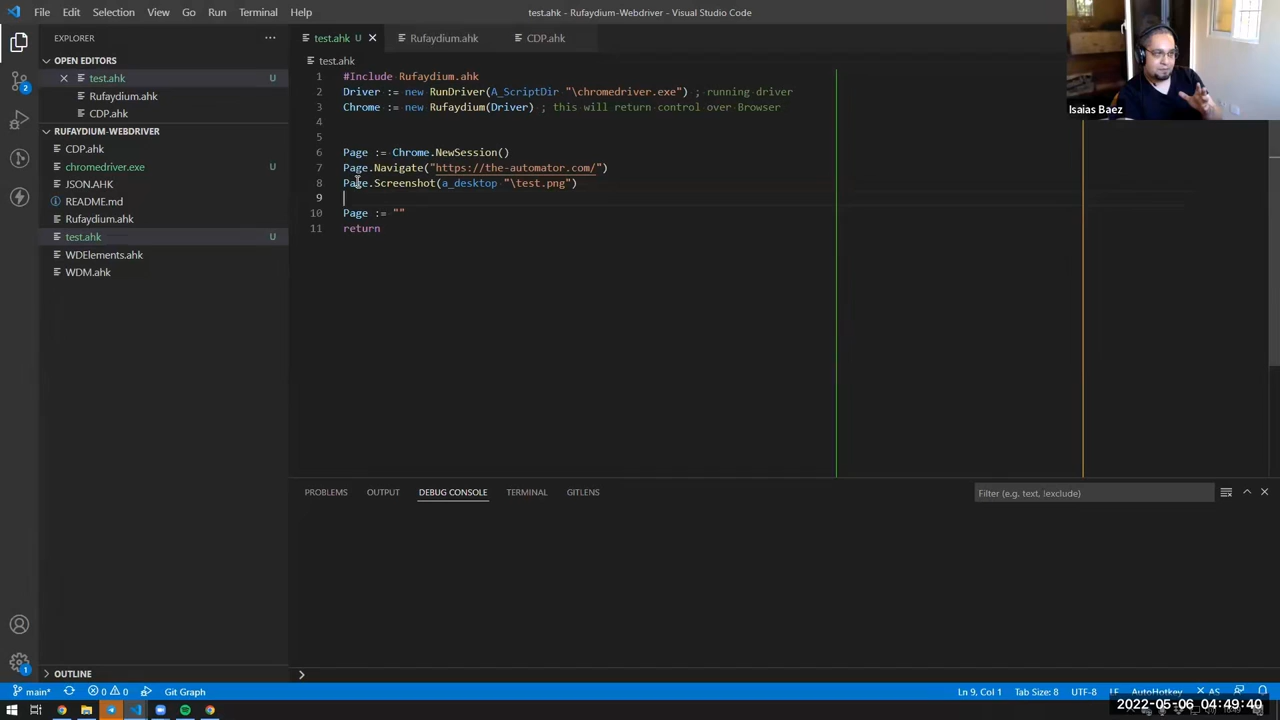 File Edit Selection View Go Run Terminal Help
test.ahk - Rufaydium-Webdriver - Visual Studio Code
EXPLORER
OPEN EDITORS
test.ahk U
Rufaydium.ahk
CDP.ahk
RUFAYDIUM-WEBDRIVER
CDP.ahk
chromedriver.exe U
JSON.AHK
README.md
Rufaydium.ahk
test.ahk U
WDElements.ahk
WDM.ahk
OUTLINE
test.ahk U Rufaydium.ahk CDP.ahk
test.ahk
1 #Include Rufaydium.ahk
2 Driver := new RunDriver(A_ScriptDir "\chromedriver.exe") ; running driver
3 Chrome := new Rufaydium(Driver) ; this will return control over Browser
4
5
6 Page := Chrome.NewSession()
7 Page.Navigate("https://the-automator.com/")
8 Page.Screenshot(a_desktop "\test.png")
9
10 Page := ""
11 return
Isaias Baez
PROBLEMS OUTPUT DEBUG CONSOLE TERMINAL GITLENS
Filter (e.g. text, !exclude)
2
1
main* 0 0 Git Graph
Ln 9, Col 1 Tab Size: 8 UTF-8 LF AutoHotkey AS
2022-05-06 04:49:40